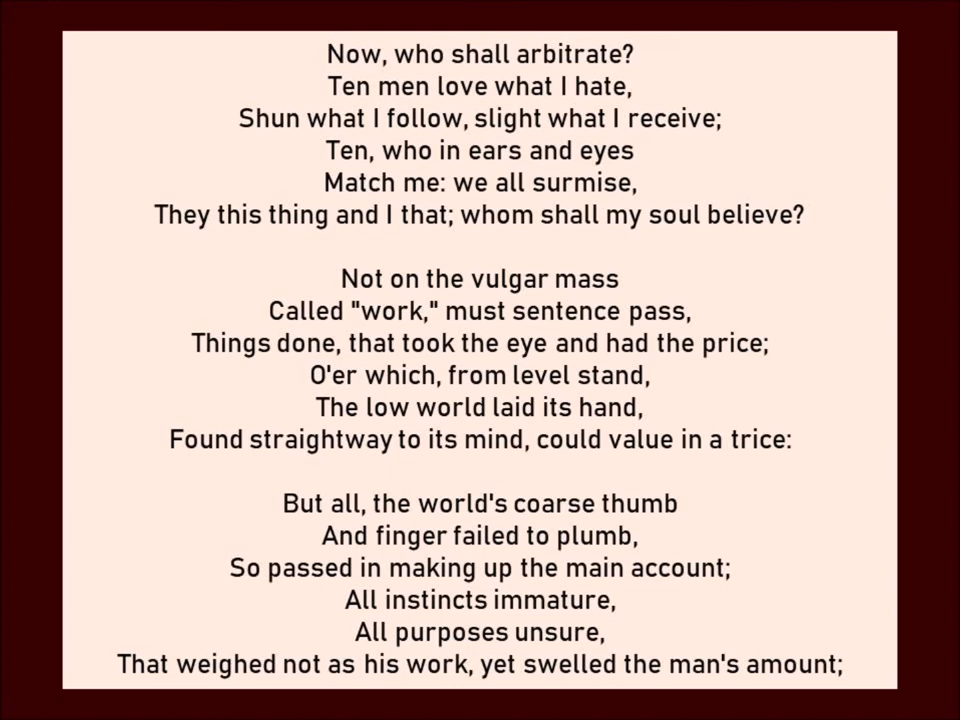 Now, who shall arbitrate?
Ten men love what I hate,
Shun what I follow, slight what I receive;
Ten, who in ears and eyes
Match me: we all surmise,
They this thing and I that; whom shall my soul believe?
Not on the vulgar mass
Called "work," must sentence pass,
Things done, that took the eye and had the price;
O'er which, from level stand,
The low world laid its hand,
Found straightway to its mind, could value in a trice:
But all, the world's coarse thumb
And finger failed to plumb,
So passed in making up the main account;
All instincts immature,
All purposes unsure,
That weighed not as his work, yet swelled the man's amount;